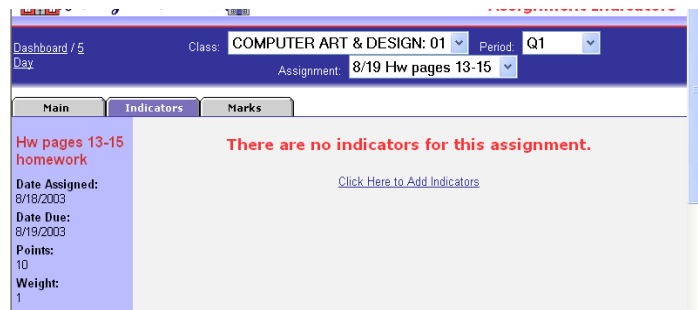 Assignment Indicators
Dashboard / 5 Day
Class: COMPUTER ART & DESIGN: 01 Period: Q1
Assignment: 8/19 Hw pages 13-15
Main Indicators Marks
Hw pages 13-15
homework
Date Assigned:
8/18/2003
Date Due:
8/19/2003
Points:
10
Weight:
1
There are no indicators for this assignment.
Click Here to Add Indicators